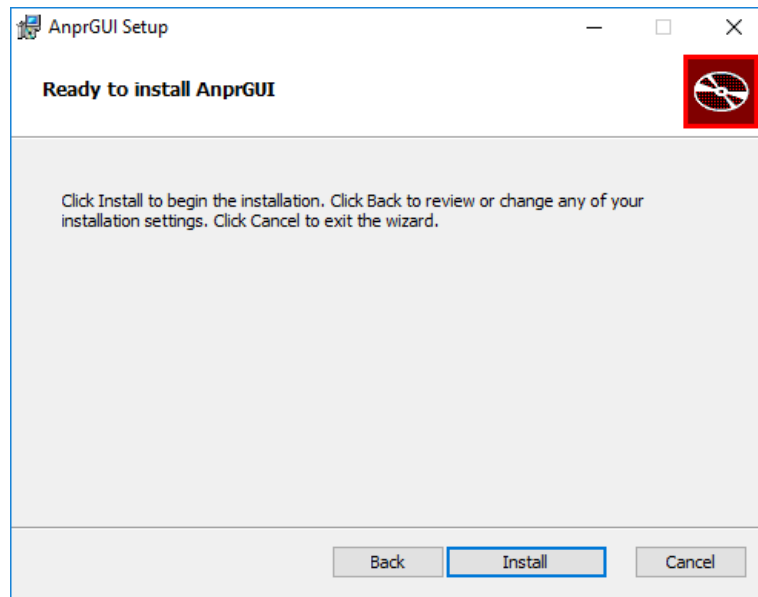 AnprGUI Setup
Ready to install AnprGUI
Click Install to begin the installation. Click Back to review or change any of your
installation settings. Click Cancel to exit the wizard.
Back Install Cancel